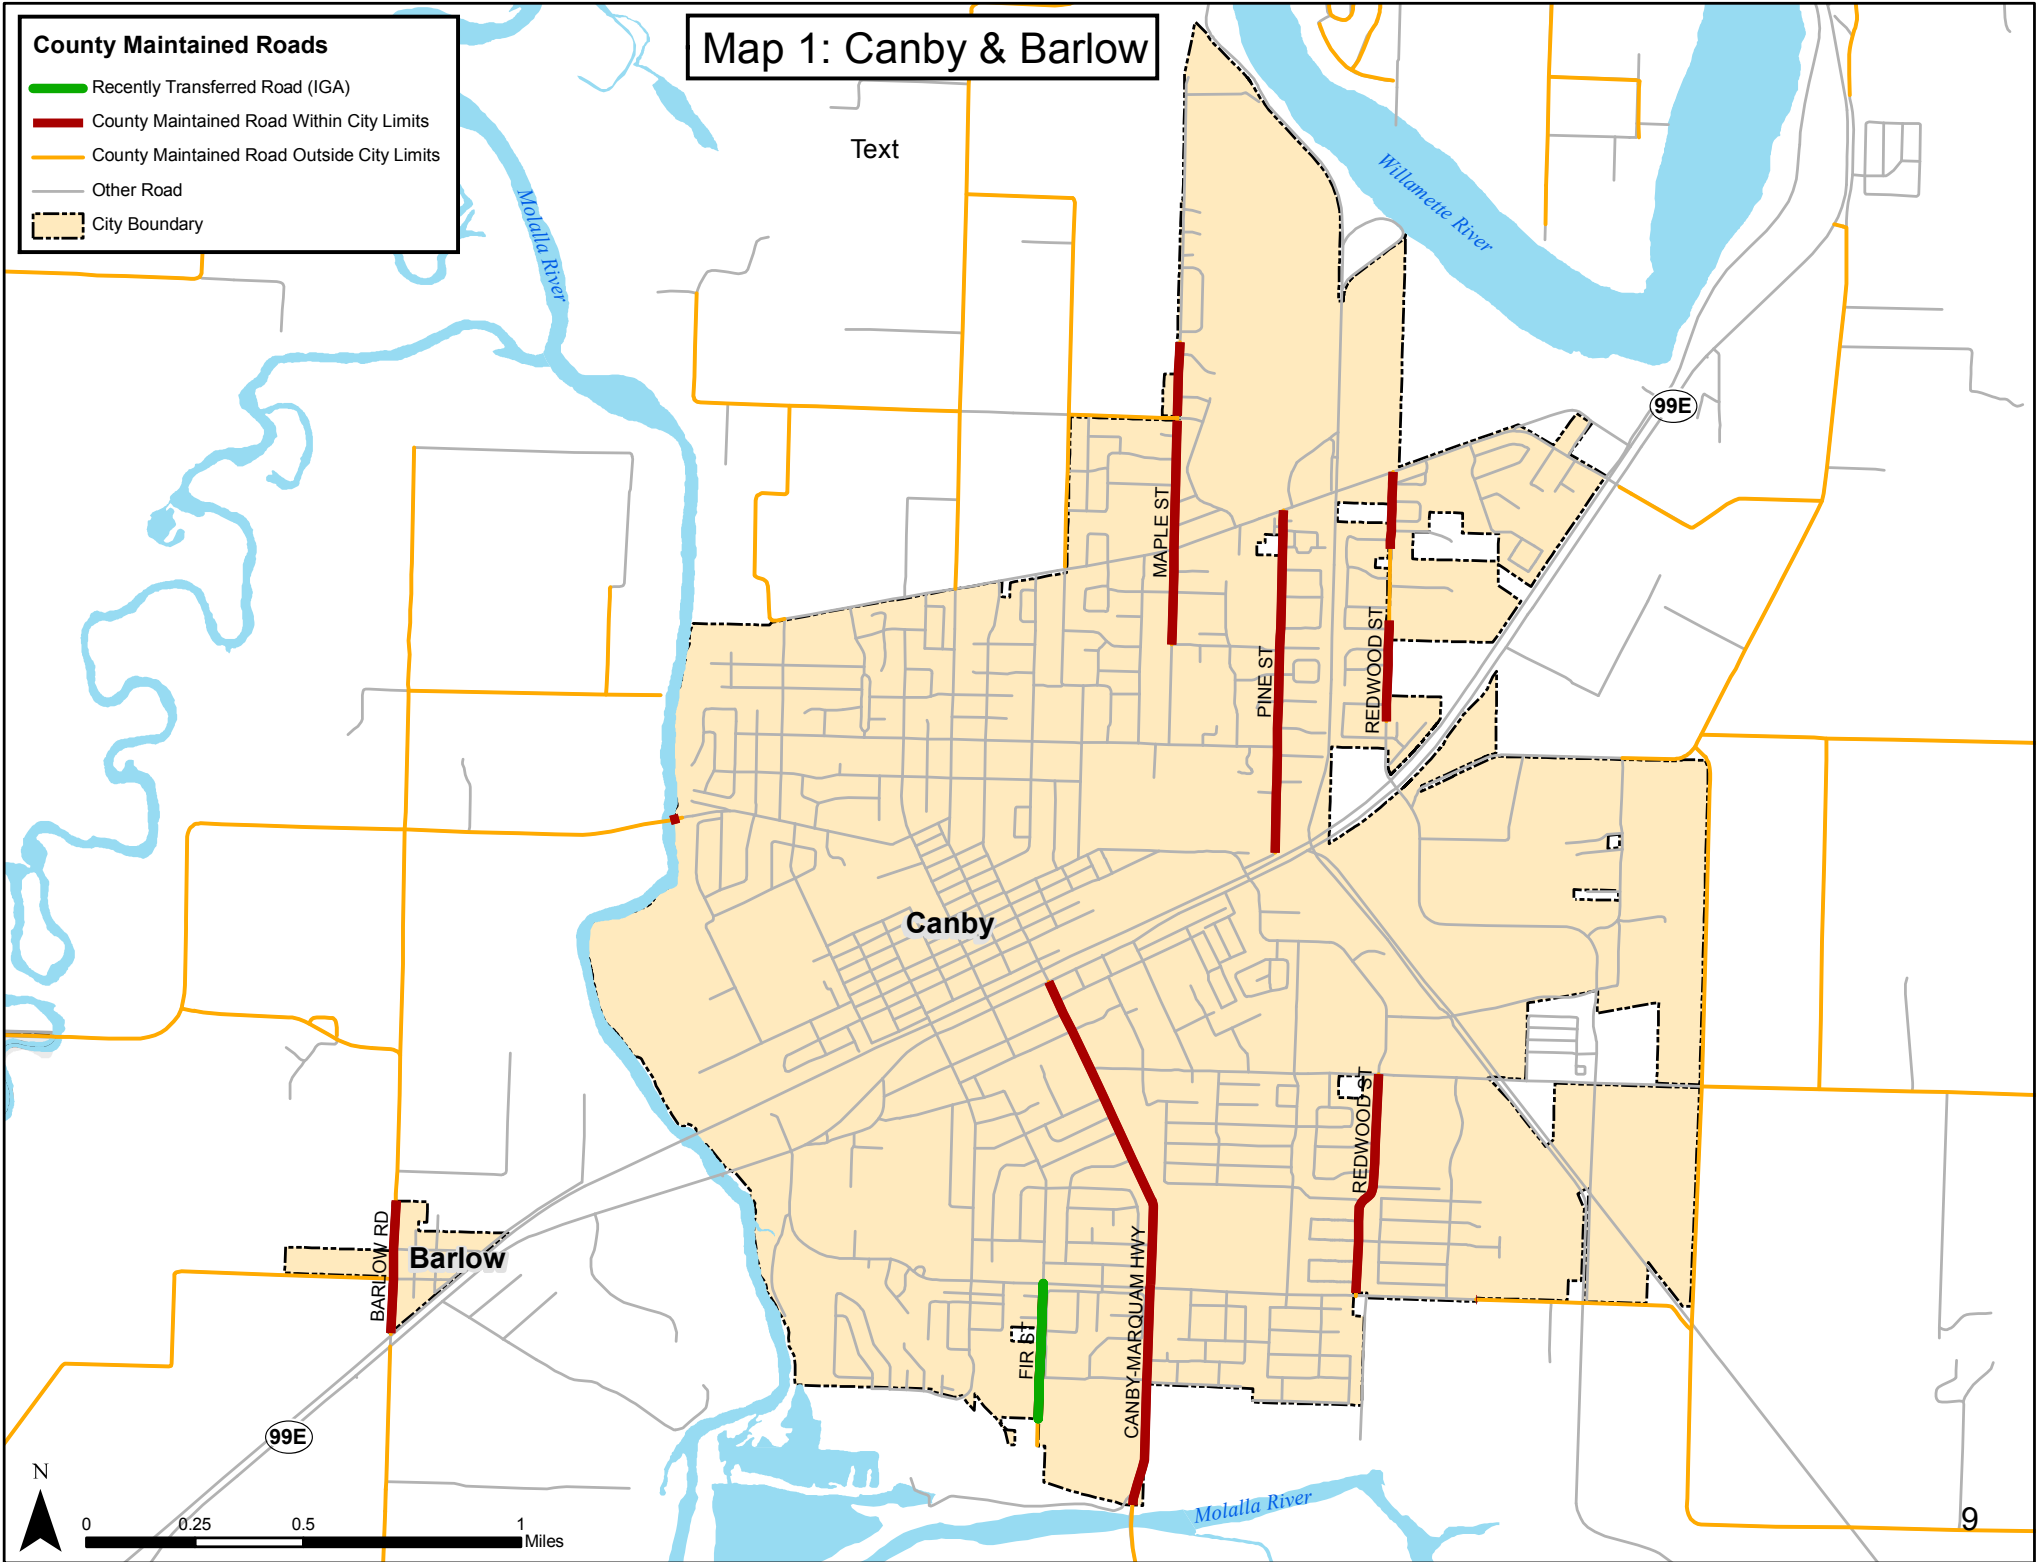 Map 1: Canby & Barlow
County Maintained Roads
Recently Transferred Road (IGA)
County Maintained Road Within City Limits
County Maintained Road Outside City Limits
Other Road
City Boundary
Text
Molalla River
Willamette River
99E
MAPLE ST
PINE ST
REDWOOD ST
Canby
REDWOOD ST
BARLOW RD
Barlow
FIR ST
CANBY-MARQUAM HWY
99E
Molalla River
N
0 0.25 0.5 1
Miles
9